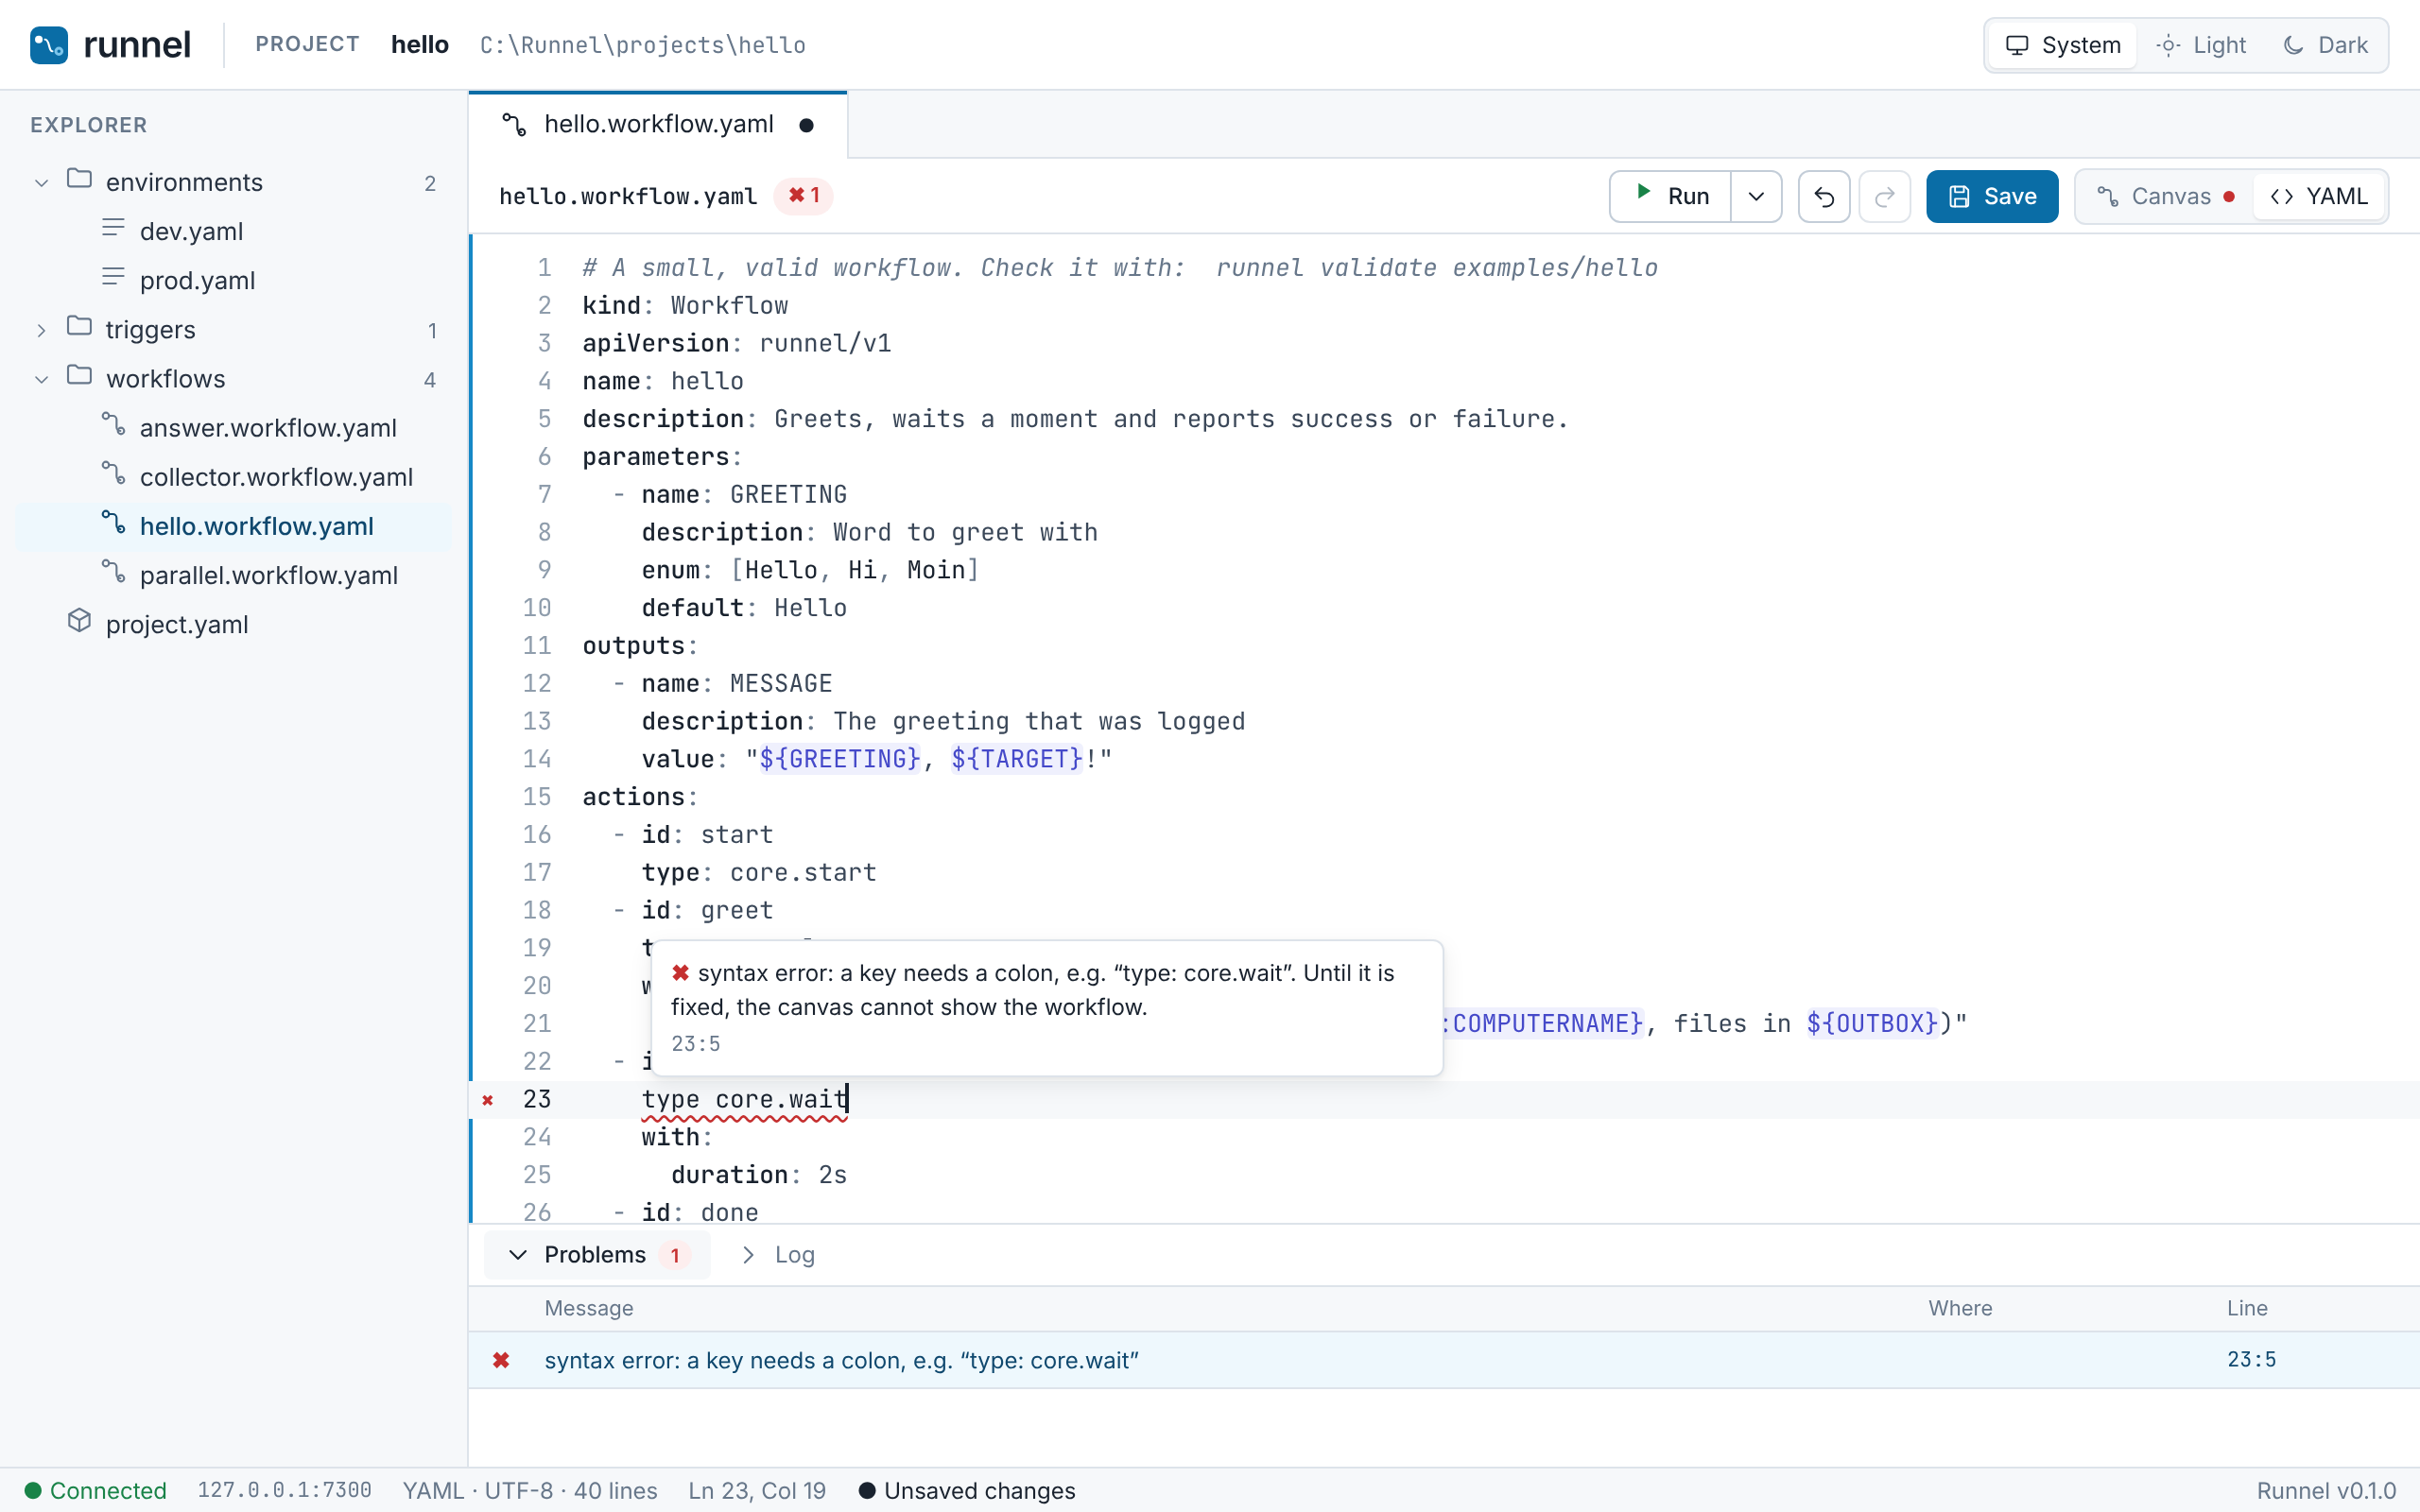 runnel PROJECT hello C:\Runnel\projects\hello System Light Dark
EXPLORER
environments 2
dev.yaml
prod.yaml
triggers 1
workflows 4
answer.workflow.yaml
collector.workflow.yaml
hello.workflow.yaml
parallel.workflow.yaml
project.yaml
hello.workflow.yaml
hello.workflow.yaml 1 Run Save Canvas YAML
1 # A small, valid workflow. Check it with:  runnel validate examples/hello
2 kind: Workflow
3 apiVersion: runnel/v1
4 name: hello
5 description: Greets, waits a moment and reports success or failure.
6 parameters:
7   - name: GREETING
8     description: Word to greet with
9     enum: [Hello, Hi, Moin]
10     default: Hello
11 outputs:
12   - name: MESSAGE
13     description: The greeting that was logged
14     value: "${GREETING}, ${TARGET}!"
15 actions:
16   - id: start
17     type: core.start
18   - id: greet
19
20
21 :COMPUTERNAME}, files in ${OUTBOX})"
22   - i
23     type core.wait
24     with:
25       duration: 2s
26   - id: done
syntax error: a key needs a colon, e.g. “type: core.wait”. Until it is
fixed, the canvas cannot show the workflow.
23:5
Problems 1 Log
Message Where Line
syntax error: a key needs a colon, e.g. “type: core.wait” 23:5
Connected 127.0.0.1:7300 YAML · UTF-8 · 40 lines Ln 23, Col 19 Unsaved changes Runnel v0.1.0